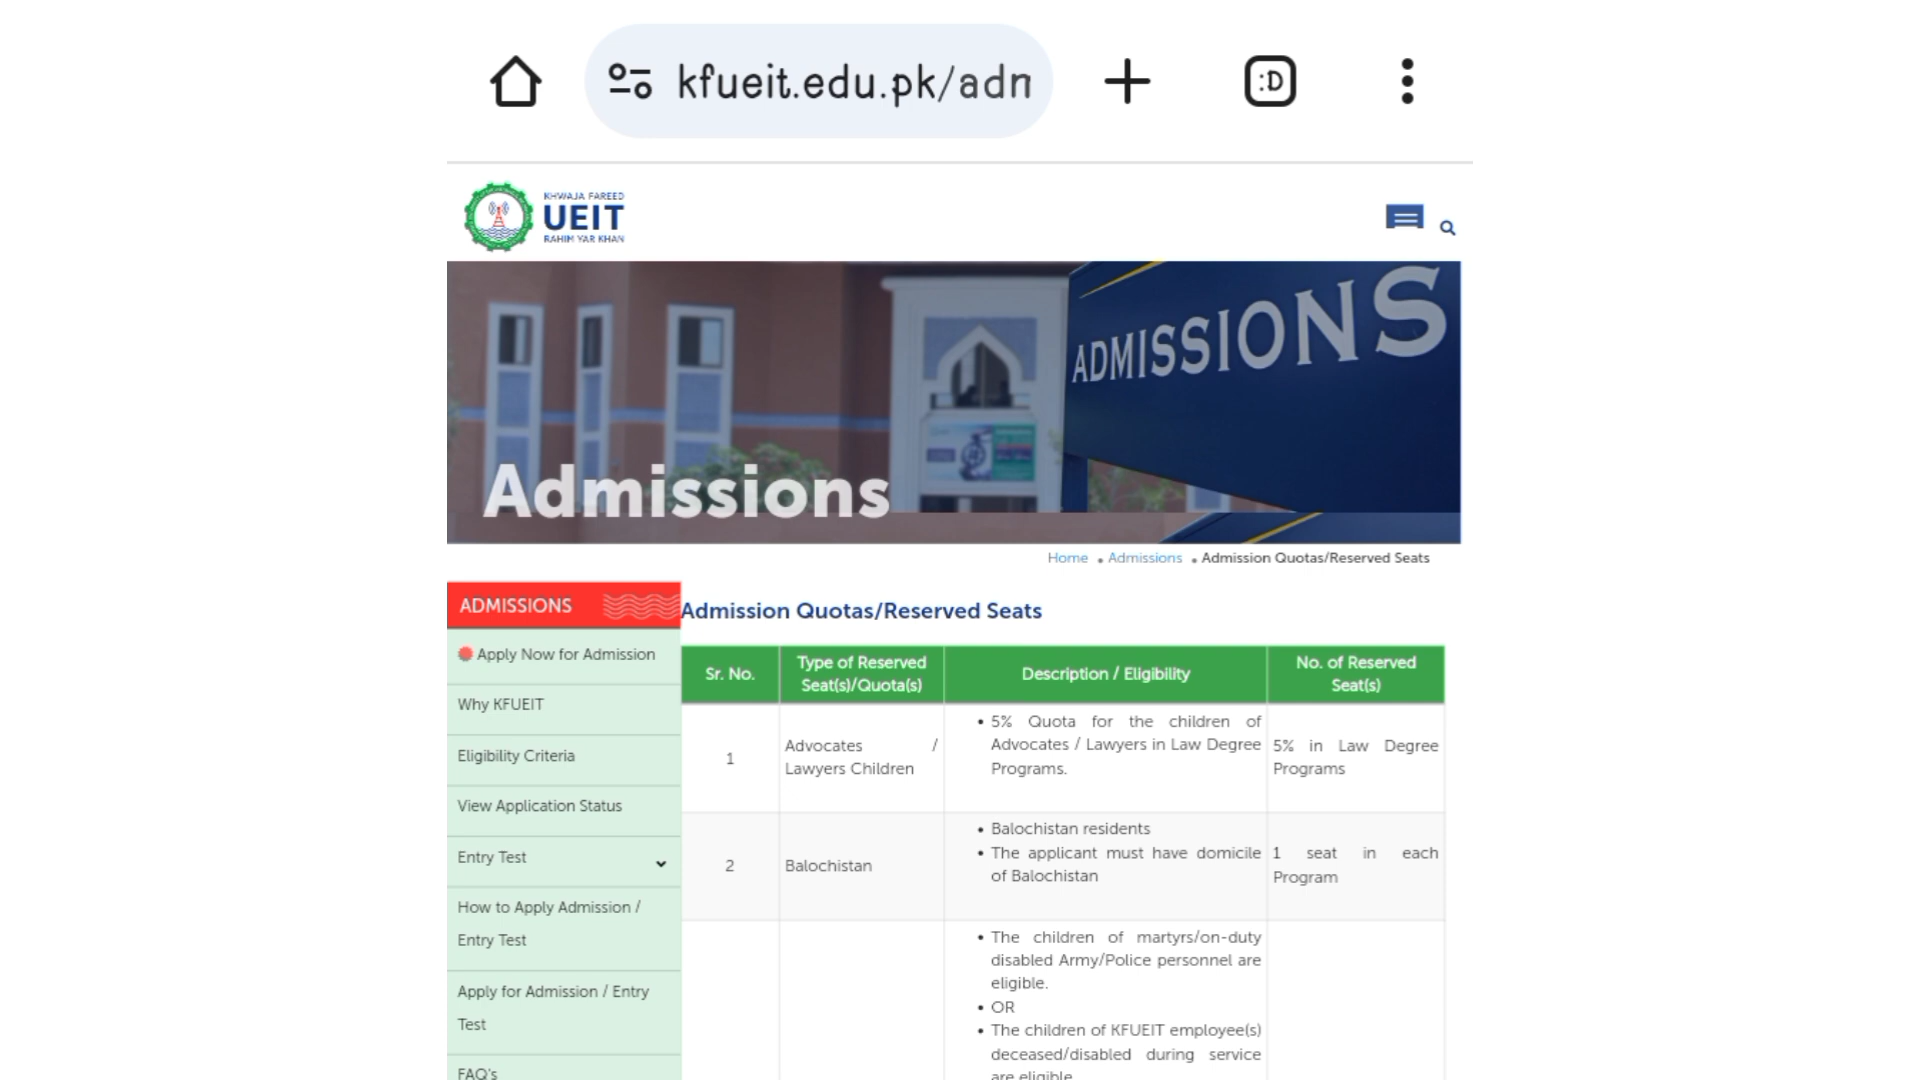 kfueit.edu.pk/adm
:D
KHWAJA FAREED
UEIT
RAHIM YAR KHAN
ADMISSIONS
Admissions
Home • Admissions • Admission Quotas/Reserved Seats
ADMISSIONS
Apply Now for Admission
Why KFUEIT
Eligibility Criteria
View Application Status
Entry Test
How to Apply Admission /
Entry Test
Apply for Admission / Entry
Test
FAQ's
Admission Quotas/Reserved Seats
Sr. No.
Type of Reserved
Seat(s)/Quota(s)
Description / Eligibility
No. of Reserved
Seat(s)
1
Advocates /
Lawyers Children
• 5% Quota for the children of
Advocates / Lawyers in Law Degree
Programs.
5% in Law Degree
Programs
2
Balochistan
• Balochistan residents
• The applicant must have domicile
of Balochistan
1 seat in each
Program
• The children of martyrs/on-duty
disabled Army/Police personnel are
eligible.
• OR
• The children of KFUEIT employee(s)
deceased/disabled during service
are eligible